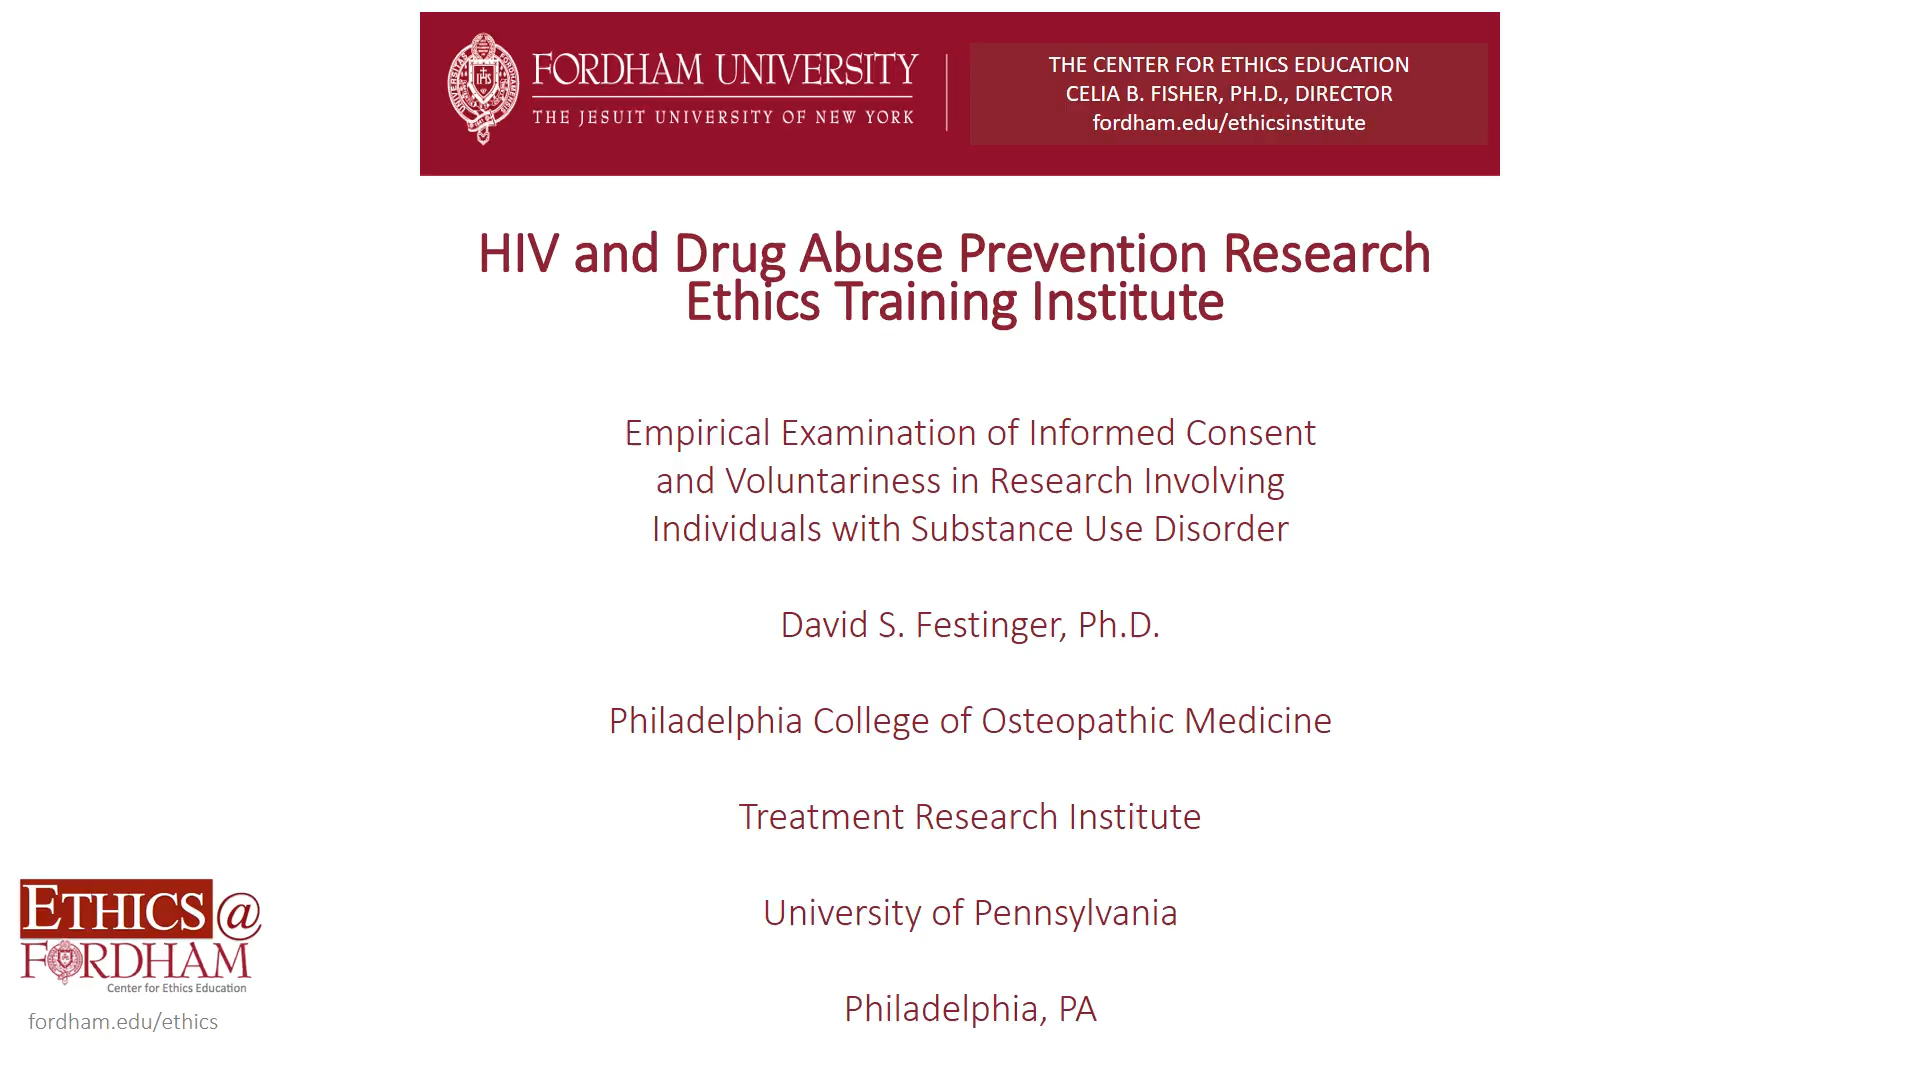 FORDHAM UNIVERSITY
THE JESUIT UNIVERSITY OF NEW YORK
THE CENTER FOR ETHICS EDUCATION
CELIA B. FISHER, PH.D., DIRECTOR
fordham.edu/ethicsinstitute
HIV and Drug Abuse Prevention Research
Ethics Training Institute
Empirical Examination of Informed Consent
and Voluntariness in Research Involving
Individuals with Substance Use Disorder
David S. Festinger, Ph.D.
Philadelphia College of Osteopathic Medicine
Treatment Research Institute
University of Pennsylvania
Philadelphia, PA
ETHICS@
FORDHAM
Center for Ethics Education
fordham.edu/ethics